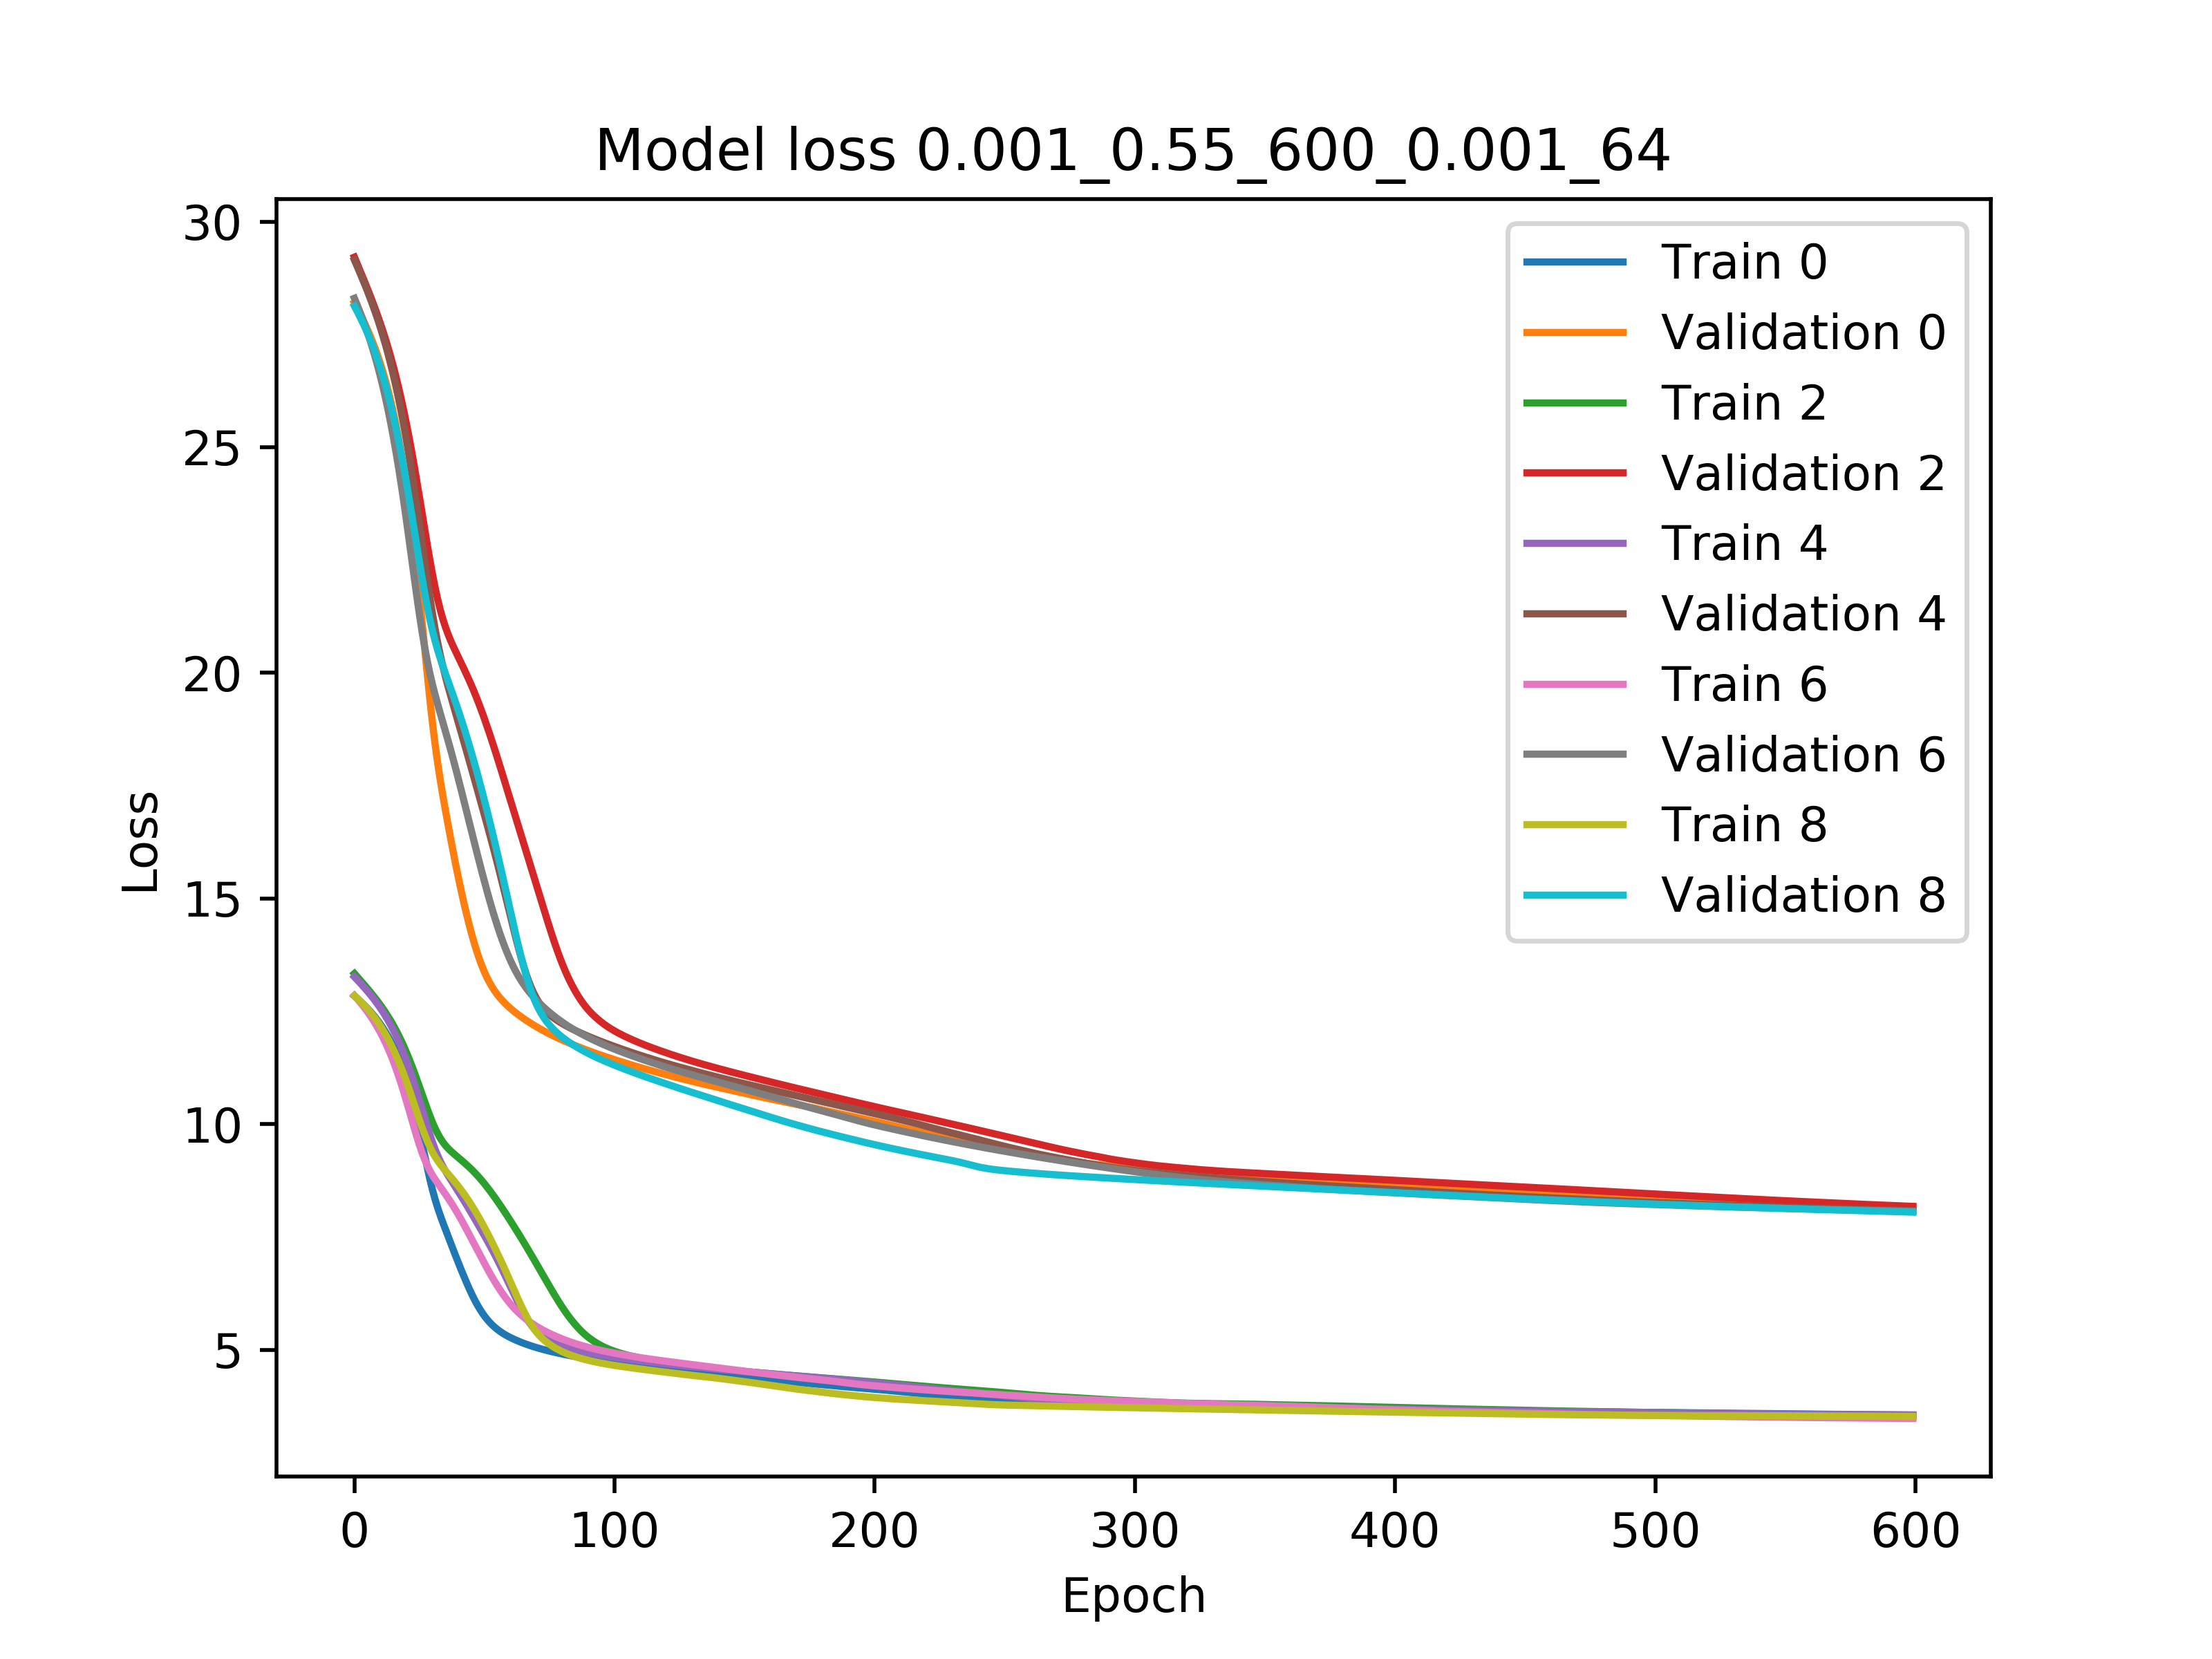 Model loss 0.001_0.55_600_0.001_64
30
25
20
15
10
5
Loss
Train 0
Validation 0
Train 2
Validation 2
Train 4
Validation 4
Train 6
Validation 6
Train 8
Validation 8
0 100 200 300 400 500 600
Epoch